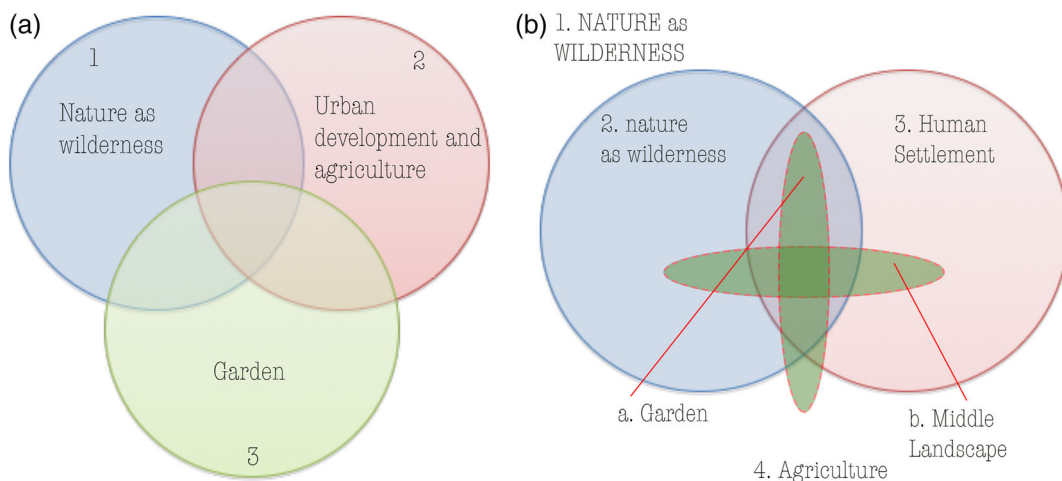 (a)
1
Nature as
wilderness
2
Urban
development and
agriculture
Garden
3
(b)
1. NATURE as
WILDERNESS
2. nature
as wilderness
3. Human
Settlement
a. Garden
b. Middle
Landscape
4. Agriculture